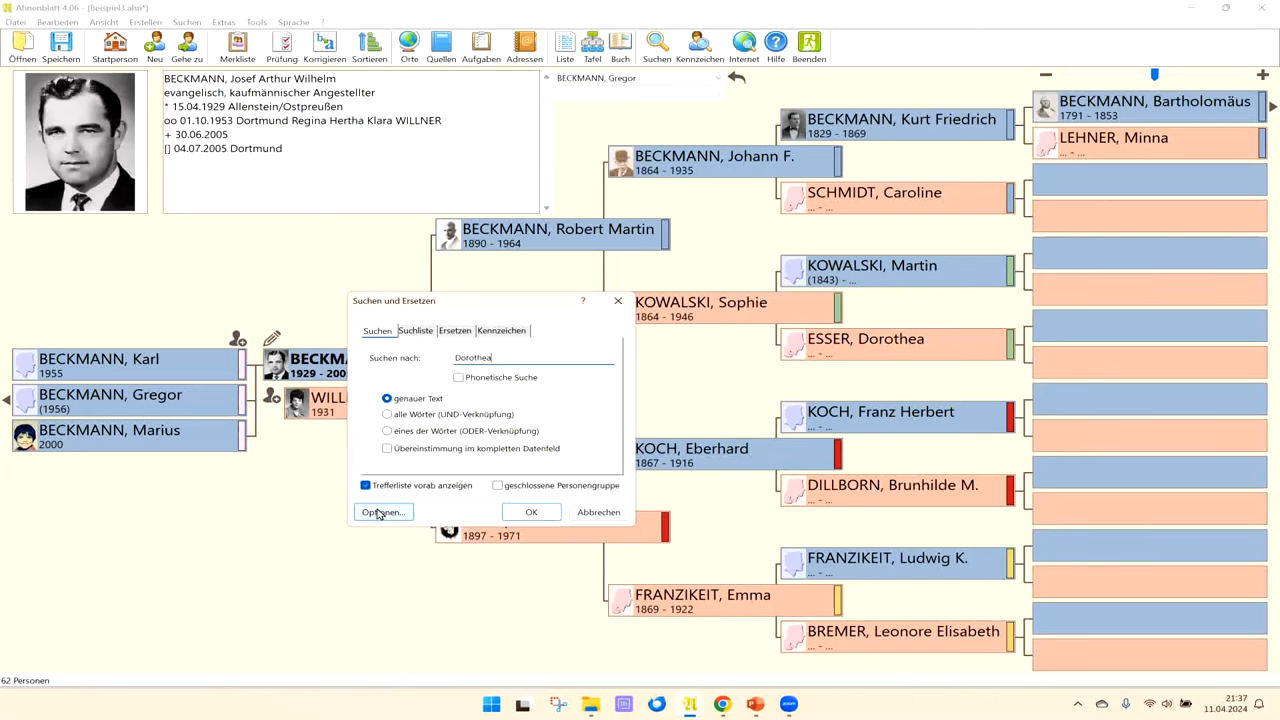 Ahnenblatt 4.06 - [Beispiel3.ahn*]
Datei Bearbeiten Ansicht Erstellen Suchen Extras Tools Sprache ?
Öffnen Speichern Startperson Neu Gehe zu Merkliste Prüfung Korrigieren Sortieren Orte Quellen Aufgaben Adressen Liste Tafel Buch Suchen Kennzeichen Internet Hilfe Beenden
BECKMANN, Josef Arthur Wilhelm
evangelisch, kaufmännischer Angestellter
* 15.04.1929 Allenstein/Ostpreußen
oo 01.10.1953 Dortmund Regina Hertha Klara WILLNER
+ 30.06.2005
[] 04.07.2005 Dortmund
BECKMANN, Gregor
BECKMANN, Karl
1955
BECKMANN, Gregor
(1956)
BECKMANN, Marius
2000
BECKM
1929 - 200
WILL
1931
BECKMANN, Robert Martin
1890 - 1964
1897 - 1971
BECKMANN, Johann F.
1864 - 1935
KOWALSKI, Sophie
1864 - 1946
KOCH, Eberhard
1867 - 1916
FRANZIKEIT, Emma
1869 - 1922
BECKMANN, Kurt Friedrich
1829 - 1869
SCHMIDT, Caroline
... - ...
KOWALSKI, Martin
(1843) - ...
ESSER, Dorothea
... - ...
KOCH, Franz Herbert
... - ...
DILLBORN, Brunhilde M.
... - ...
FRANZIKEIT, Ludwig K.
... - ...
BREMER, Leonore Elisabeth
... - ...
BECKMANN, Bartholomäus
1791 - 1853
LEHNER, Minna
... - ...
Suchen und Ersetzen ?
Suchen Suchliste Ersetzen Kennzeichen
Suchen nach: Dorothea
Phonetische Suche
genauer Text
alle Wörter (UND-Verknüpfung)
eines der Wörter (ODER-Verknüpfung)
Übereinstimmung im kompletten Datenfeld
Trefferliste vorab anzeigen geschlossene Personengruppe
Optionen... OK Abbrechen
62 Personen
21:37
11.04.2024